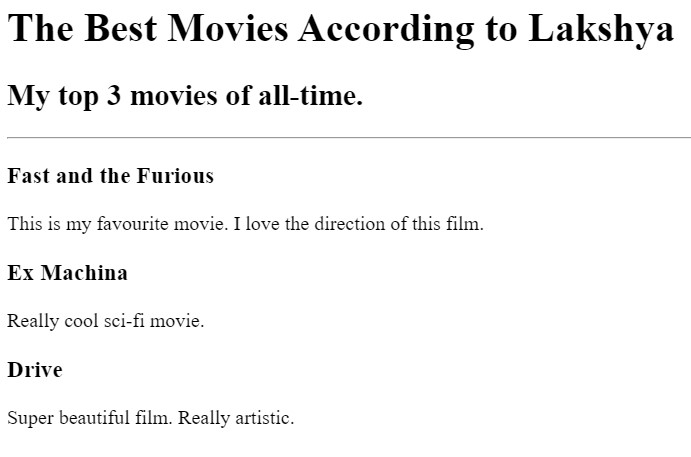 The Best Movies According to Lakshya
My top 3 movies of all-time.
Fast and the Furious
This is my favourite movie. I love the direction of this film.
Ex Machina
Really cool sci-fi movie.
Drive
Super beautiful film. Really artistic.